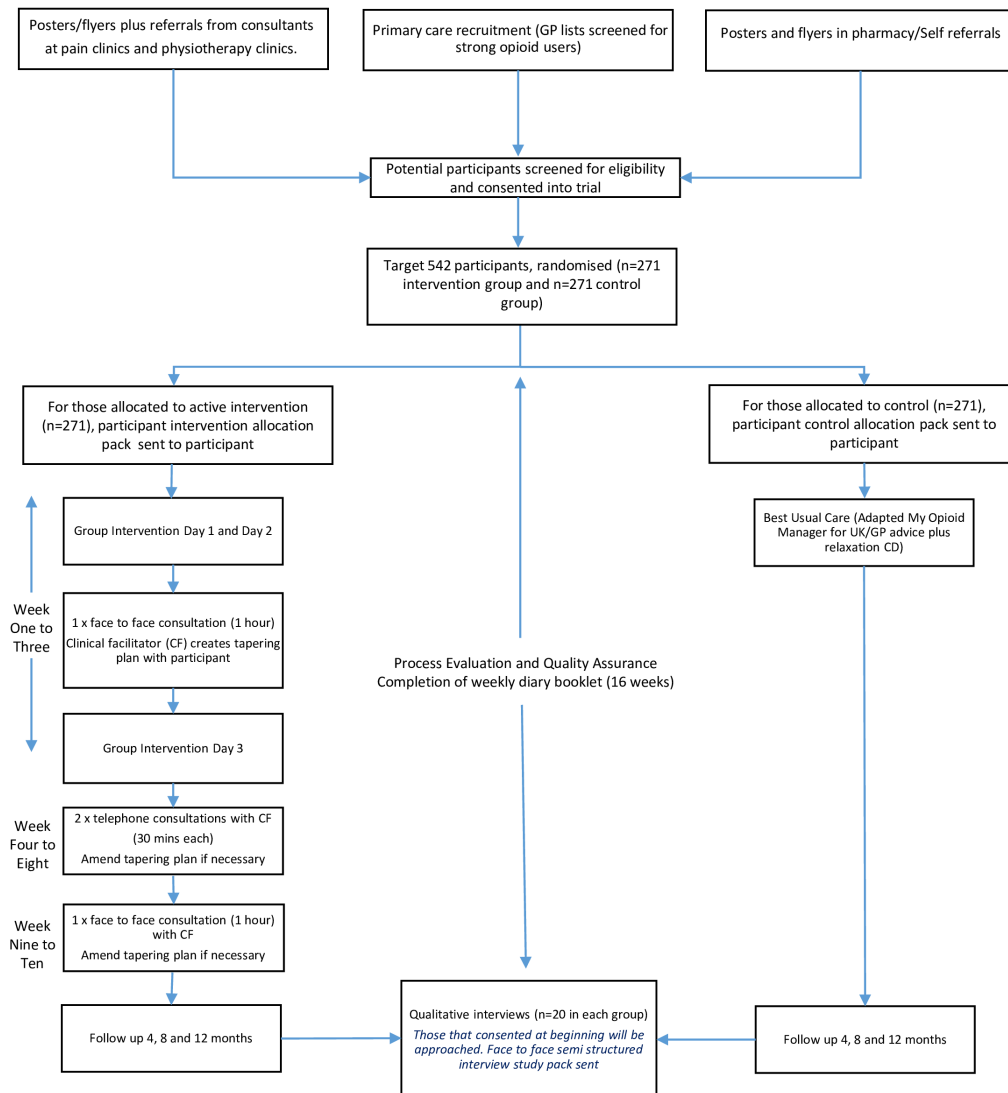 Posters/flyers plus referrals from consultants
at pain clinics and physiotherapy clinics.
Primary care recruitment (GP lists screened for
strong opioid users)
Posters and flyers in pharmacy/Self referrals
Potential participants screened for eligibility
and consented into trial
Target 542 participants, randomised (n=271
intervention group and n=271 control
group)
For those allocated to active intervention
(n=271), participant intervention allocation
pack sent to participant
For those allocated to control (n=271),
participant control allocation pack sent to
participant
Week
One to
Three
Group Intervention Day 1 and Day 2
Best Usual Care (Adapted My Opioid
Manager for UK/GP advice plus
relaxation CD)
1 x face to face consultation (1 hour)
Clinical facilitator (CF) creates tapering
plan with participant
Process Evaluation and Quality Assurance
Completion of weekly diary booklet (16 weeks)
Group Intervention Day 3
Week
Four to
Eight
2 x telephone consultations with CF
(30 mins each)
Amend tapering plan if necessary
Week
Nine to
Ten
1 x face to face consultation (1 hour)
with CF
Amend tapering plan if necessary
Follow up 4, 8 and 12 months
Qualitative interviews (n=20 in each group)
Those that consented at beginning will be
approached. Face to face semi structured
interview study pack sent
Follow up 4, 8 and 12 months